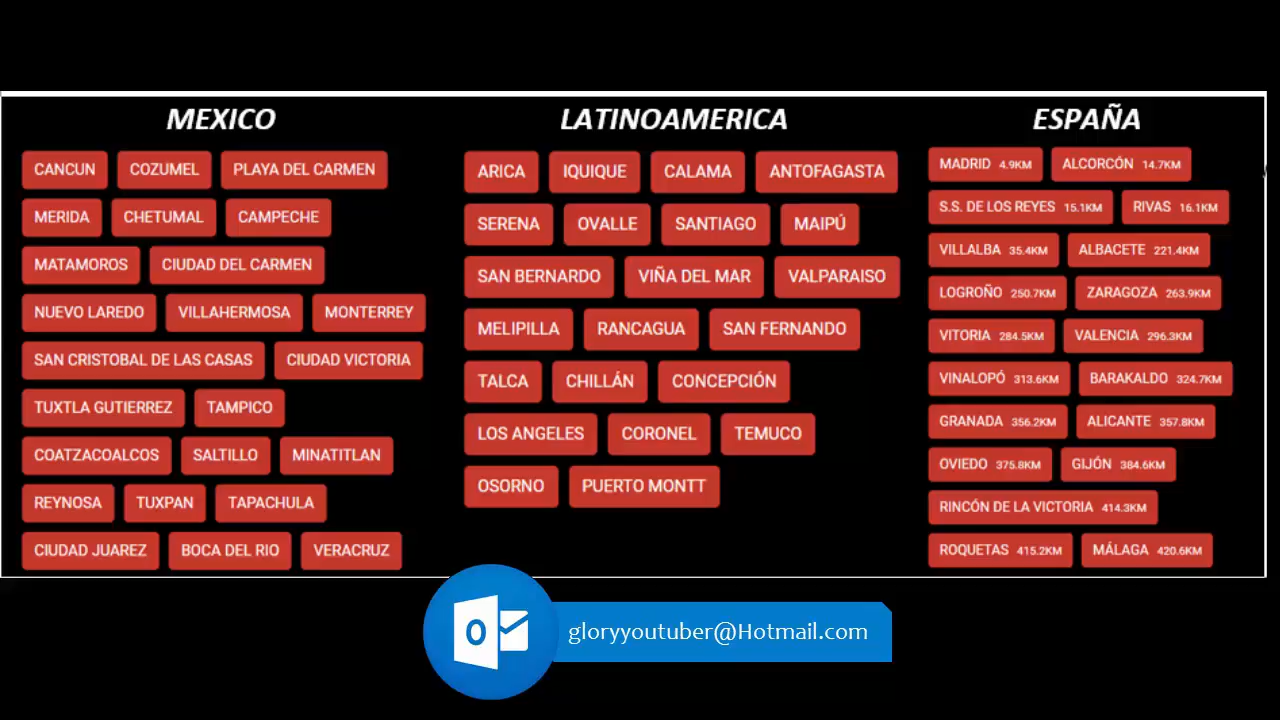 MEXICO
CANCUN COZUMEL PLAYA DEL CARMEN
MERIDA CHETUMAL CAMPECHE
MATAMOROS CIUDAD DEL CARMEN
NUEVO LAREDO VILLAHERMOSA MONTERREY
SAN CRISTOBAL DE LAS CASAS CIUDAD VICTORIA
TUXTLA GUTIERREZ TAMPICO
COATZACOALCOS SALTILLO MINATITLAN
REYNOSA TUXPAN TAPACHULA
CIUDAD JUAREZ BOCA DEL RIO VERACRUZ
LATINOAMERICA
ARICA IQUIQUE CALAMA ANTOFAGASTA
SERENA OVALLE SANTIAGO MAIPÚ
SAN BERNARDO VIÑA DEL MAR VALPARAISO
MELIPILLA RANCAGUA SAN FERNANDO
TALCA CHILLÁN CONCEPCIÓN
LOS ANGELES CORONEL TEMUCO
OSORNO PUERTO MONTT
ESPAÑA
MADRID 4.9KM ALCORCÓN 14.7KM
S.S. DE LOS REYES 15.1KM RIVAS 16.1KM
VILLALBA 35.4KM ALBACETE 221.4KM
LOGROÑO 250.7KM ZARAGOZA 263.9KM
VITORIA 284.5KM VALENCIA 296.3KM
VINALOPÓ 313.6KM BARAKALDO 324.7KM
GRANADA 356.2KM ALICANTE 357.8KM
OVIEDO 375.8KM GIJÓN 384.6KM
RINCÓN DE LA VICTORIA 414.3KM
ROQUETAS 415.2KM MÁLAGA 420.6KM
O
gloryyoutuber@Hotmail.com